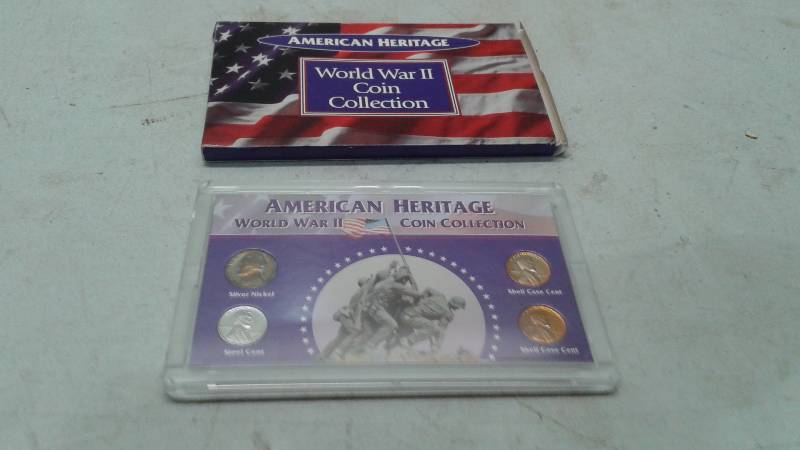 AMERICAN HERITAGE
World War II
Coin
Collection
AMERICAN HERITAGE
WORLD WAR II COIN COLLECTION
Silver Nickel
Shell Case Cent
Steel Cent
Shell Case Cent